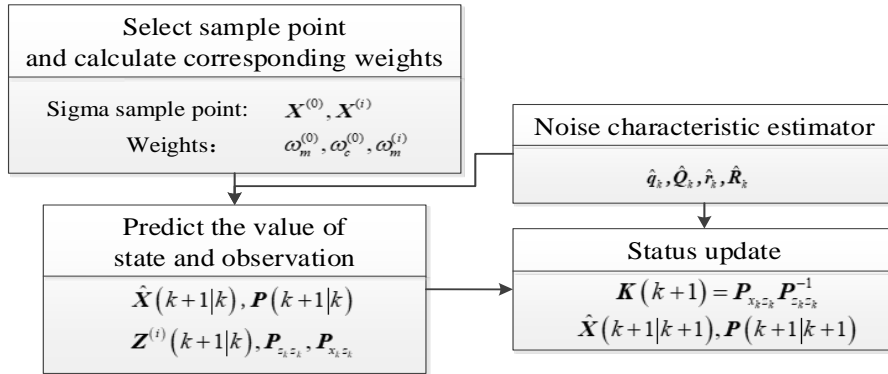 Select sample point
and calculate corresponding weights
Sigma sample point: X^(0), X^(i)
Weights： ω_m^(0), ω_c^(0), ω_m^(i)
Noise characteristic estimator
q̂_k, Q̂_k, r̂_k, R̂_k
Predict the value of
state and observation
X̂(k+1|k), P(k+1|k)
Z^(i)(k+1|k), P_{z_k z_k}, P_{x_k z_k}
Status update
K(k+1) = P_{x_k z_k} P_{z_k z_k}^{-1}
X̂(k+1|k+1), P(k+1|k+1)